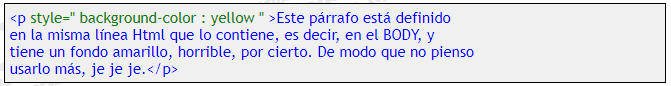 <p style=" background-color : yellow " >Este párrafo está definido
en la misma línea Html que lo contiene, es decir, en el BODY, y
tiene un fondo amarillo, horrible, por cierto. De modo que no pienso
usarlo más, je je je.</p>